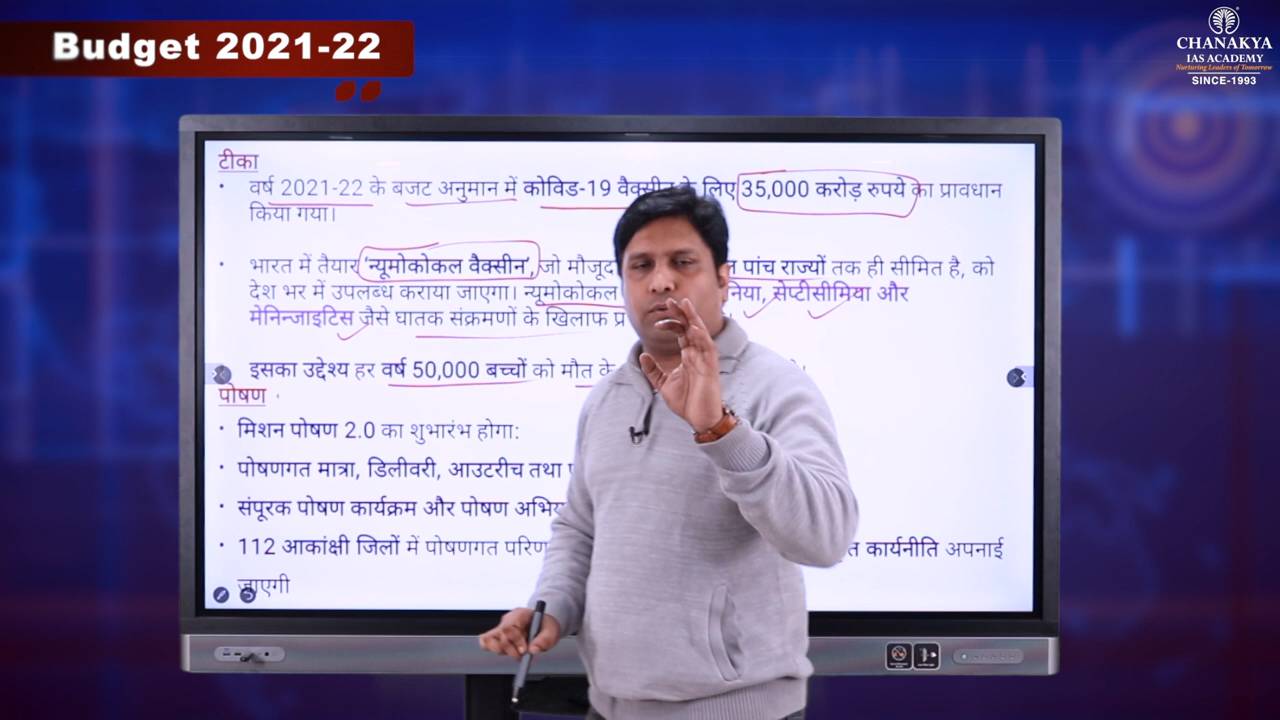 Budget 2021-22
CHANAKYA
IAS ACADEMY
Nurturing Leaders of Tomorrow
SINCE-1993
टीका
• वर्ष 2021-22 के बजट अनुमान में कोविड-19 वैक्सीन के लिए 35,000 करोड़ रुपये का प्रावधान
किया गया।
• भारत में तैयार 'न्यूमोकोकल वैक्सीन', जो मौजूद पांच राज्यों तक ही सीमित है, को
देश भर में उपलब्ध कराया जाएगा। न्यूमोकोकल निया, सेप्टीसीमिया और
मेनिन्जाइटिस जैसे घातक संक्रमणों के खिलाफ प्र
इसका उद्देश्य हर वर्ष 50,000 बच्चों को मौत के
पोषण
• मिशन पोषण 2.0 का शुभारंभ होगा:
• पोषणगत मात्रा, डिलीवरी, आउटरीच तथा
• संपूरक पोषण कार्यक्रम और पोषण अभिय
• 112 आकांक्षी जिलों में पोषणगत परिण त कार्यनीति अपनाई
जाएगी